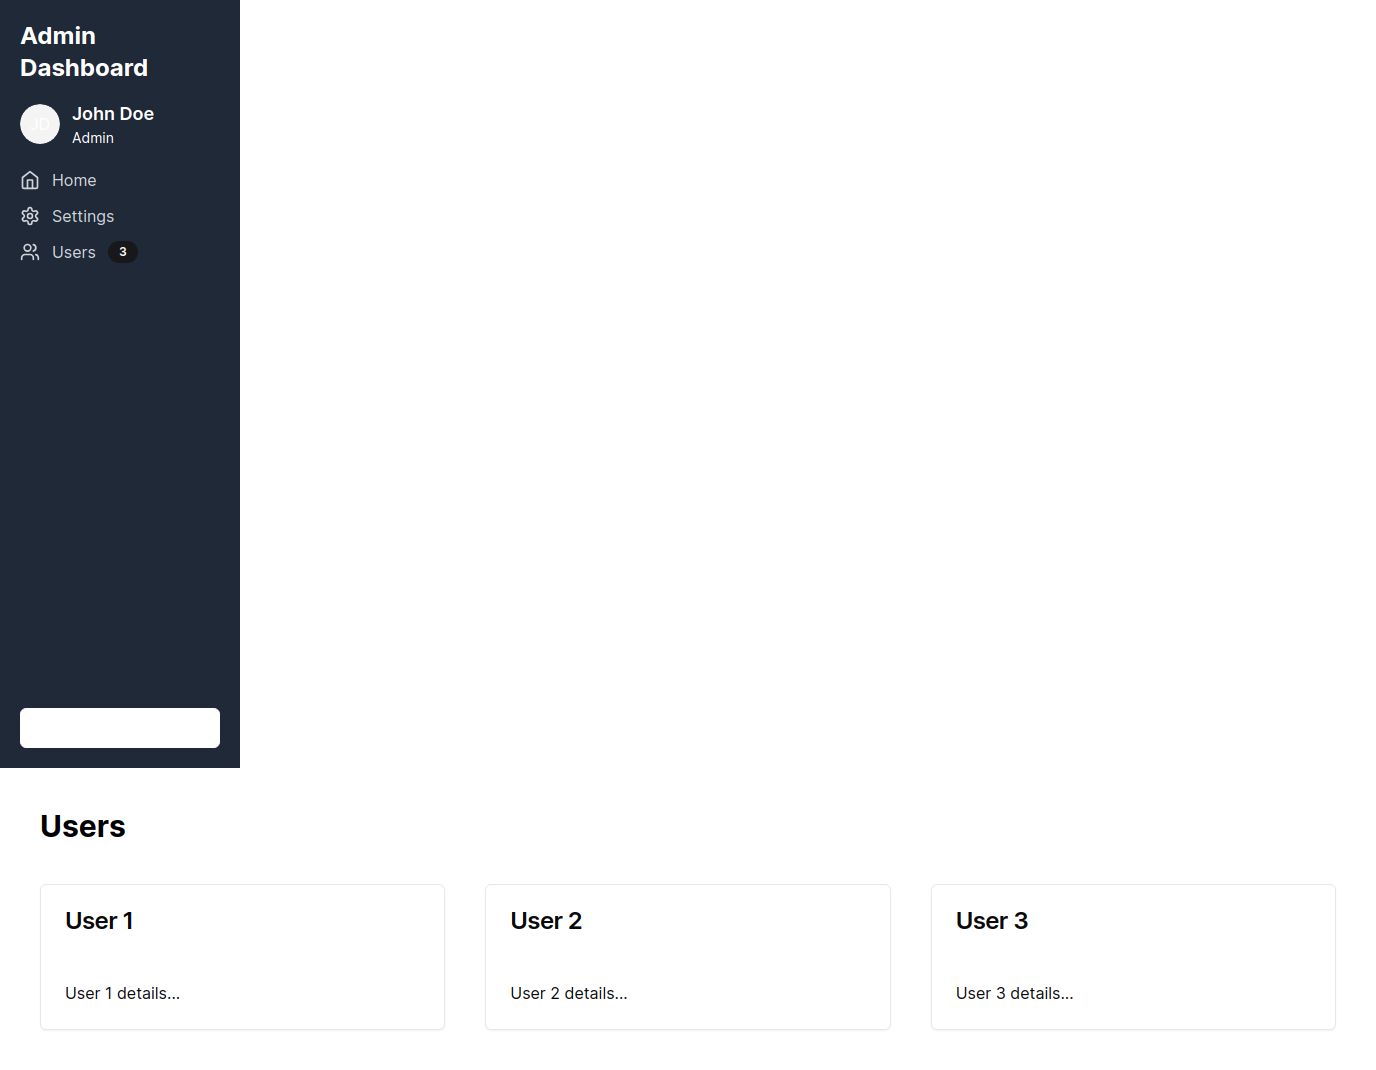 Admin
Dashboard
JD
John Doe
Admin
Home
Settings
Users 3
Users
User 1
User 1 details...
User 2
User 2 details...
User 3
User 3 details...